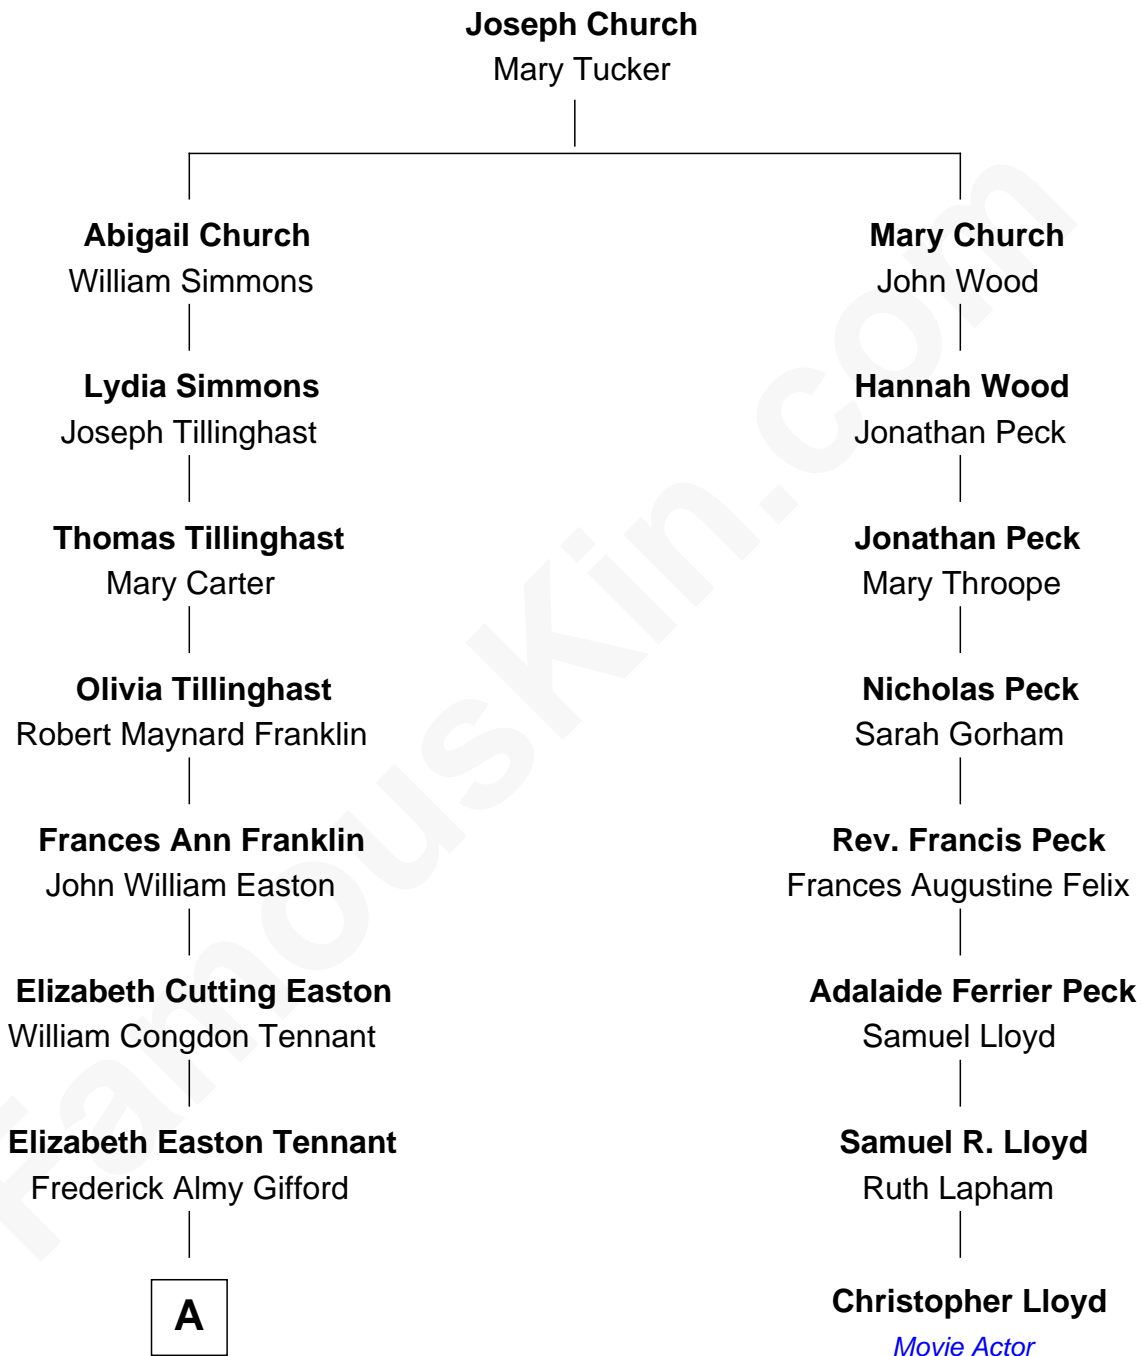 Joseph Church
Mary Tucker
Abigail Church
William Simmons
Mary Church
John Wood
Lydia Simmons
Joseph Tillinghast
Hannah Wood
Jonathan Peck
Thomas Tillinghast
Mary Carter
Jonathan Peck
Mary Throope
Olivia Tillinghast
Robert Maynard Franklin
Nicholas Peck
Sarah Gorham
Frances Ann Franklin
John William Easton
Rev. Francis Peck
Frances Augustine Felix
Elizabeth Cutting Easton
William Congdon Tennant
Adalaide Ferrier Peck
Samuel Lloyd
Elizabeth Easton Tennant
Frederick Almy Gifford
Samuel R. Lloyd
Ruth Lapham
A
Christopher Lloyd
Movie Actor
FamousKin.com